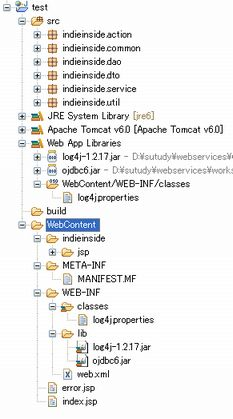 test
src
indieinside.action
indieinside.common
indieinside.dao
indieinside.dto
indieinside.service
indieinside.util
JRE System Library [jre6]
Apache Tomcat v6.0 [Apache Tomcat v6.0]
Web App Libraries
log4j-1.2.17.jar - D:¥sutudy¥webservices¥
ojdbc6.jar - D:¥sutudy¥webservices¥works
WebContent/WEB-INF/classes
log4j.properties
build
WebContent
indieinside
jsp
META-INF
MANIFEST.MF
WEB-INF
classes
log4j.properties
lib
log4j-1.2.17.jar
ojdbc6.jar
web.xml
error.jsp
index.jsp